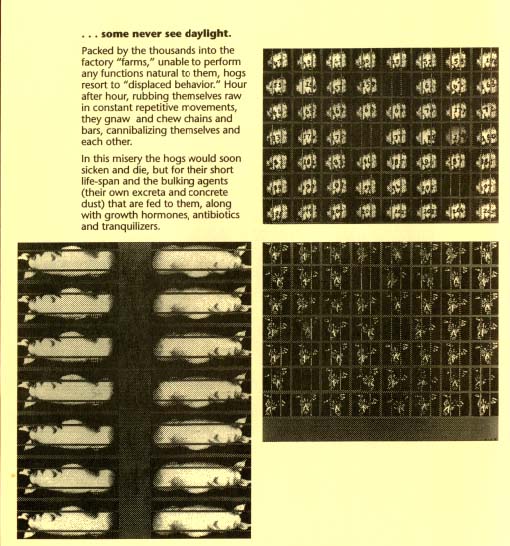 . . . some never see daylight.
Packed by the thousands into the
factory “farms,” unable to perform
any functions natural to them, hogs
resort to “displaced behavior.” Hour
after hour, rubbing themselves raw
in constant repetitive movements,
they gnaw and chew chains and
bars, cannibalizing themselves and
each other.
In this misery the hogs would soon
sicken and die, but for their short
life-span and the bulking agents
(their own excreta and concrete
dust) that are fed to them, along
with growth hormones, antibiotics
and tranquilizers.